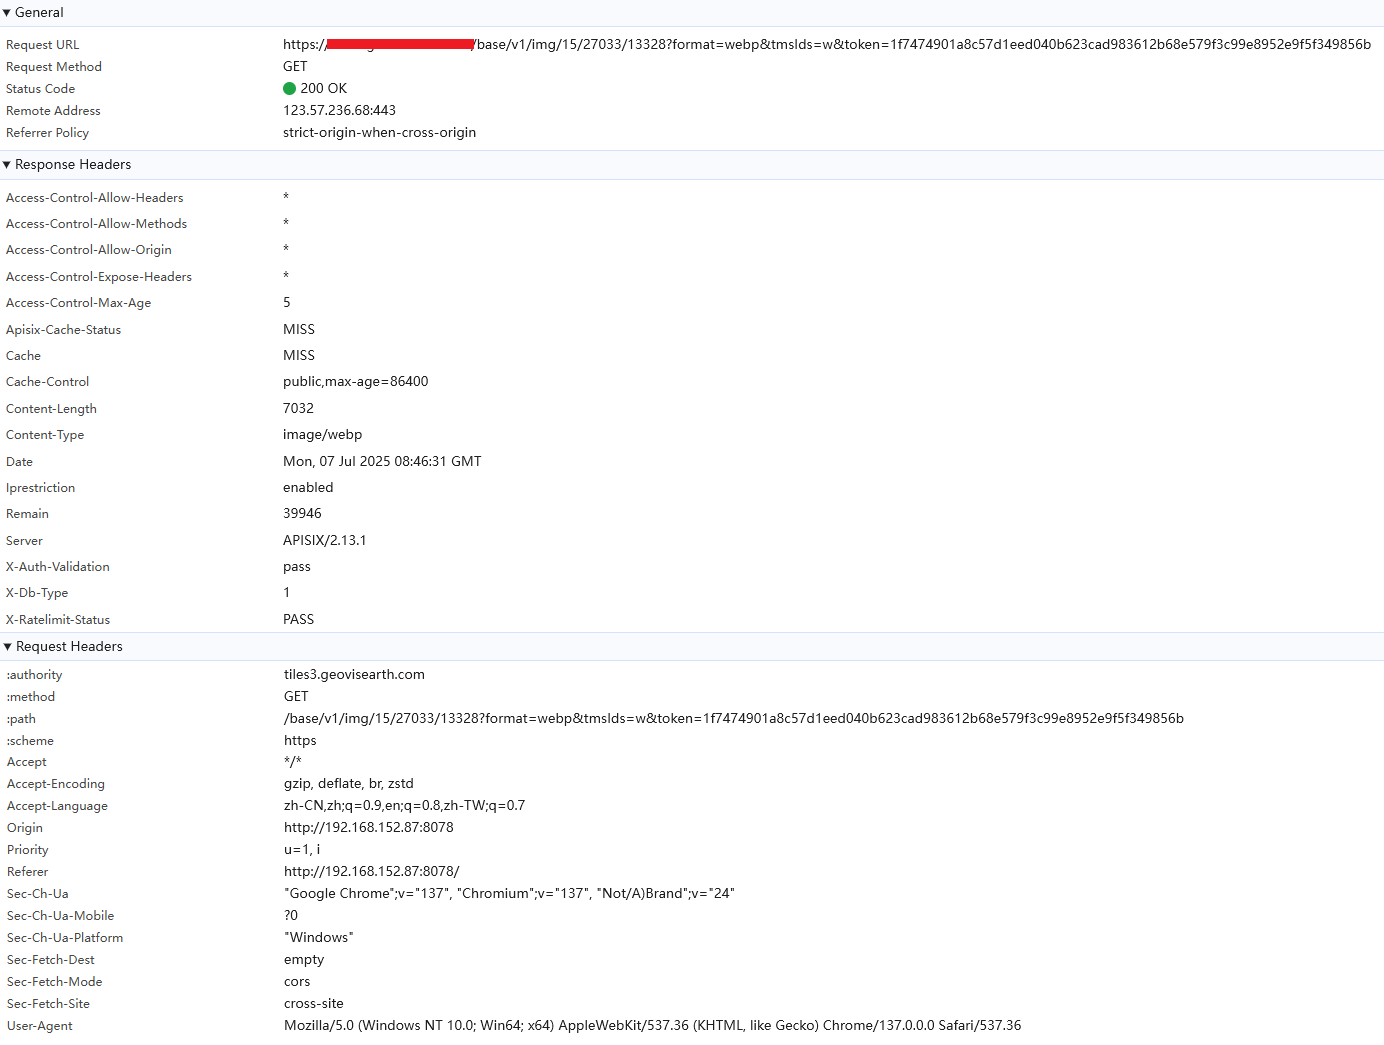 General
Request URL https:// /base/v1/img/15/27033/13328?format=webp&tmsIds=w&token=1f7474901a8c57d1eed040b623cad983612b68e579f3c99e8952e9f5f349856b
Request Method GET
Status Code 200 OK
Remote Address 123.57.236.68:443
Referrer Policy strict-origin-when-cross-origin
Response Headers
Access-Control-Allow-Headers *
Access-Control-Allow-Methods *
Access-Control-Allow-Origin *
Access-Control-Expose-Headers *
Access-Control-Max-Age 5
Apisix-Cache-Status MISS
Cache MISS
Cache-Control public,max-age=86400
Content-Length 7032
Content-Type image/webp
Date Mon, 07 Jul 2025 08:46:31 GMT
Iprestriction enabled
Remain 39946
Server APISIX/2.13.1
X-Auth-Validation pass
X-Db-Type 1
X-Ratelimit-Status PASS
Request Headers
:authority tiles3.geovisearth.com
:method GET
:path /base/v1/img/15/27033/13328?format=webp&tmsIds=w&token=1f7474901a8c57d1eed040b623cad983612b68e579f3c99e8952e9f5f349856b
:scheme https
Accept */*
Accept-Encoding gzip, deflate, br, zstd
Accept-Language zh-CN,zh;q=0.9,en;q=0.8,zh-TW;q=0.7
Origin http://192.168.152.87:8078
Priority u=1, i
Referer http://192.168.152.87:8078/
Sec-Ch-Ua "Google Chrome";v="137", "Chromium";v="137", "Not/A)Brand";v="24"
Sec-Ch-Ua-Mobile ?0
Sec-Ch-Ua-Platform "Windows"
Sec-Fetch-Dest empty
Sec-Fetch-Mode cors
Sec-Fetch-Site cross-site
User-Agent Mozilla/5.0 (Windows NT 10.0; Win64; x64) AppleWebKit/537.36 (KHTML, like Gecko) Chrome/137.0.0.0 Safari/537.36